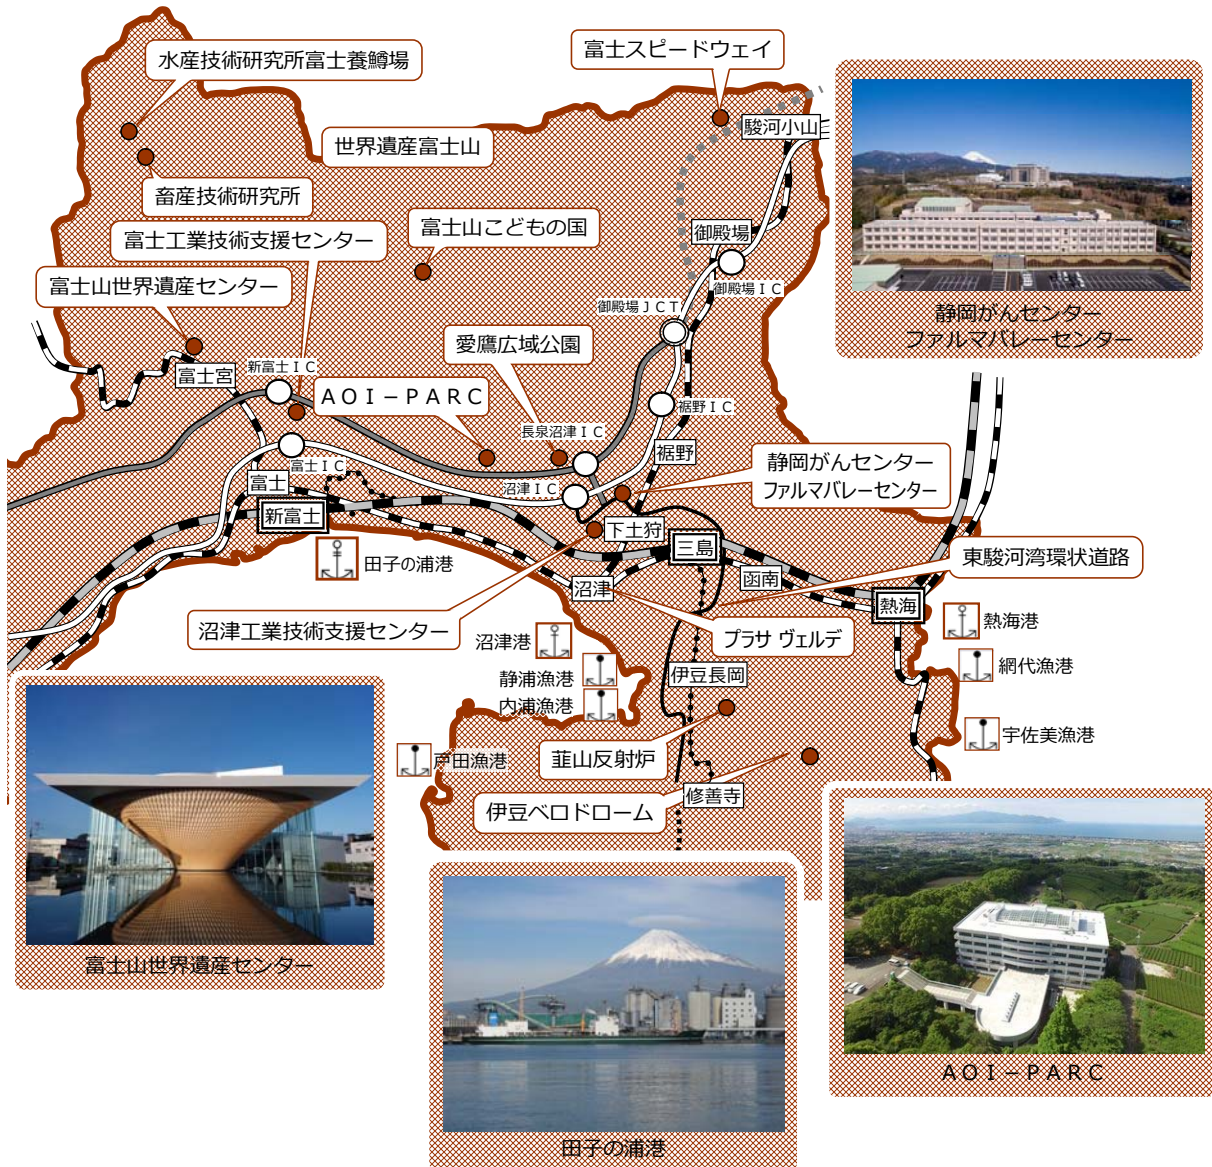 水産技術研究所富士養鱒場
富士スピードウェイ
駿河小山
世界遺産富士山
畜産技術研究所
富士工業技術支援センター
富士山こどもの国
御殿場
富士山世界遺産センター
御殿場ＩＣ
御殿場ＪＣＴ
静岡がんセンター
ファルマバレーセンター
愛鷹広域公園
新富士ＩＣ
富士宮
ＡＯＩ－ＰＡＲＣ
裾野ＩＣ
長泉沼津ＩＣ
裾野
静岡がんセンター
ファルマバレーセンター
富士ＩＣ
富士
沼津ＩＣ
新富士
下土狩
三島
東駿河湾環状道路
田子の浦港
函南
沼津
熱海
熱海港
沼津工業技術支援センター
プラサ ヴェルデ
沼津港
網代漁港
静浦漁港
伊豆長岡
内浦漁港
宇佐美漁港
戸田漁港
韮山反射炉
修善寺
伊豆ベロドローム
富士山世界遺産センター
ＡＯＩ－ＰＡＲＣ
田子の浦港